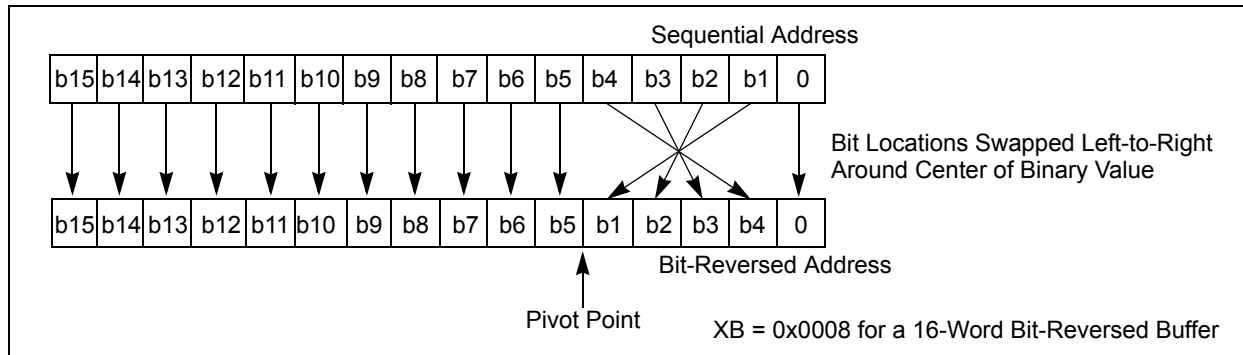 Sequential Address
b15 b14 b13 b12 b11 b10 b9 b8 b7 b6 b5 b4 b3 b2 b1 0
Bit Locations Swapped Left-to-Right
Around Center of Binary Value
b15 b14 b13 b12 b11 b10 b9 b8 b7 b6 b5 b1 b2 b3 b4 0
Bit-Reversed Address
Pivot Point
XB = 0x0008 for a 16-Word Bit-Reversed Buffer